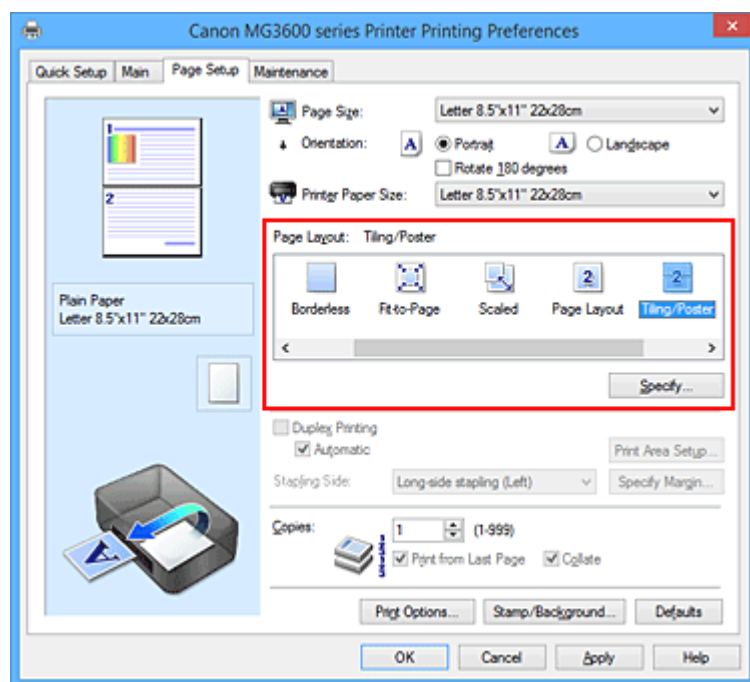 Canon MG3600 series Printer Printing Preferences
Quick Setup Main Page Setup Maintenance
Page Size: Letter 8.5"x11" 22x28cm
Orientation: A Portrait A Landscape
Rotate 180 degrees
Printer Paper Size: Letter 8.5"x11" 22x28cm
1
2
Plain Paper
Letter 8.5"x11" 22x28cm
Page Layout: Tiling/Poster
2 2
Borderless Fit-to-Page Scaled Page Layout Tiling/Poster
Specify...
Duplex Printing
Automatic Print Area Setup...
Stapling Side: Long-side stapling (Left) Specify Margin...
Copies: 1 (1-999)
Print from Last Page Collate
A
Print Options... Stamp/Background... Defaults
OK Cancel Apply Help